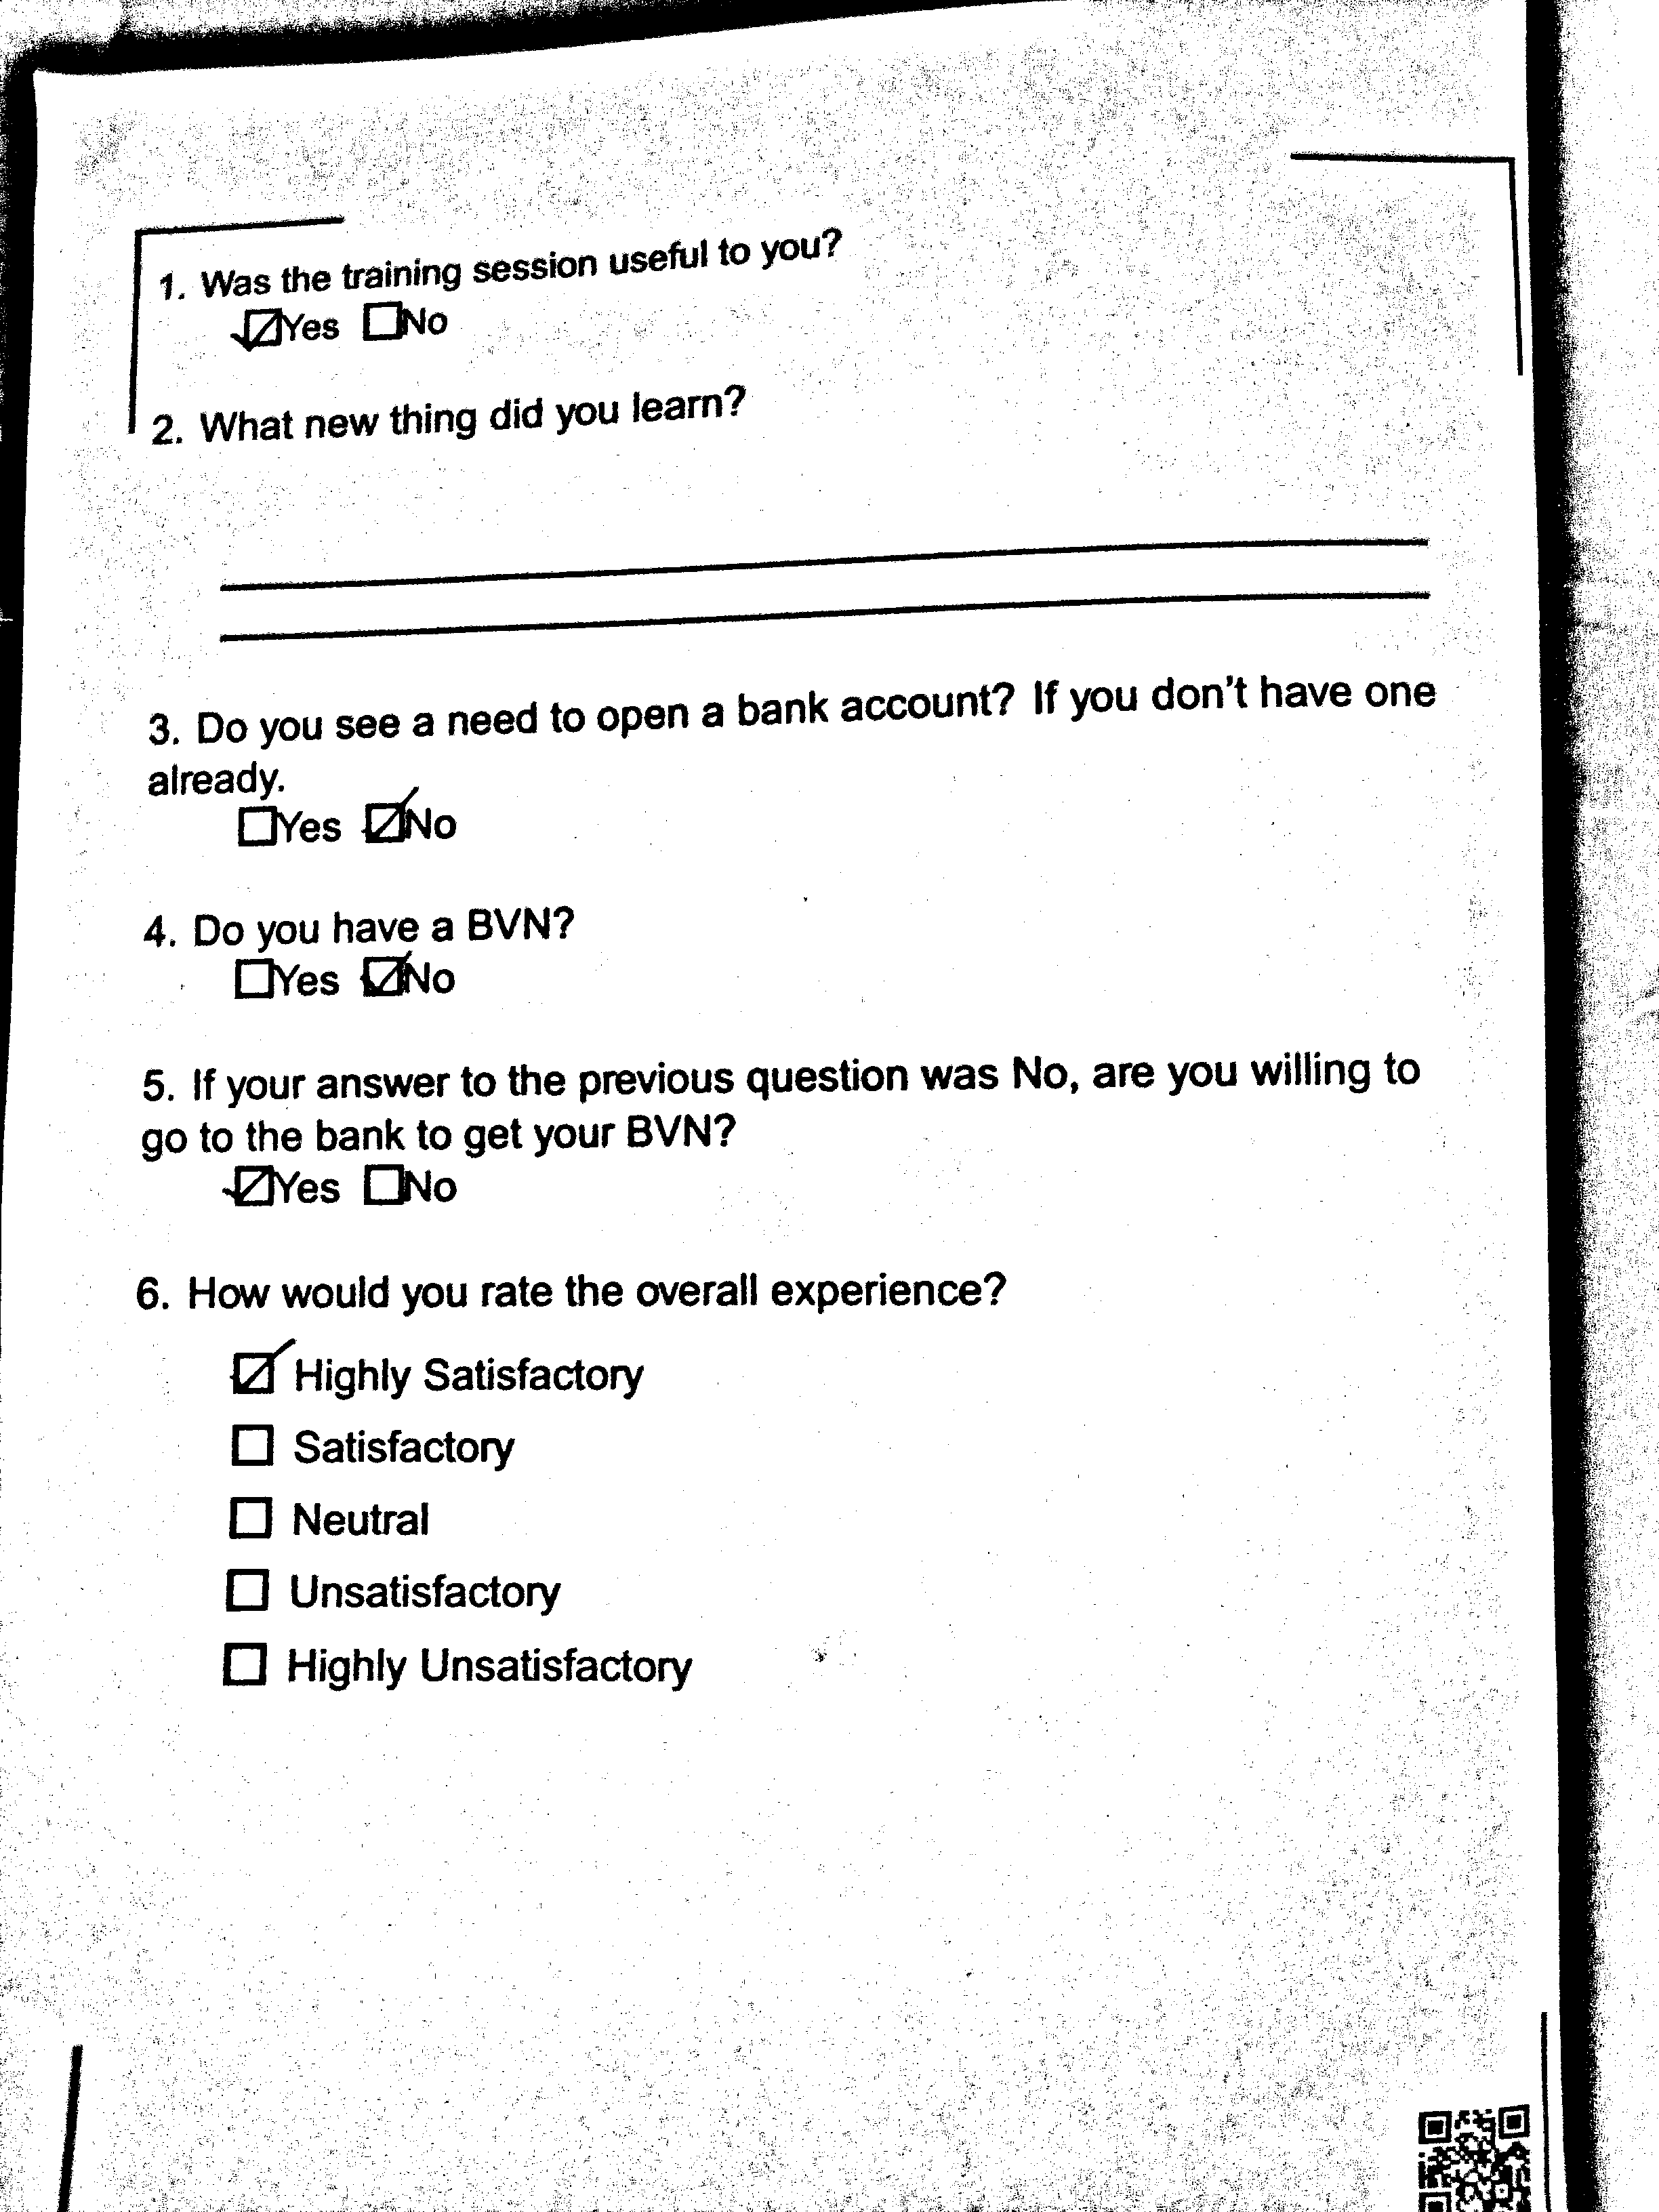 1. Was the training session useful to you?
☑Yes ☐No
2. What new thing did you learn?
3. Do you see a need to open a bank account? If you don't have one
already.
☐Yes ☑No
4. Do you have a BVN?
☐Yes ☑No
5. If your answer to the previous question was No, are you willing to
go to the bank to get your BVN?
☑Yes ☐No
6. How would you rate the overall experience?
☑ Highly Satisfactory
☐ Satisfactory
☐ Neutral
☐ Unsatisfactory
☐ Highly Unsatisfactory